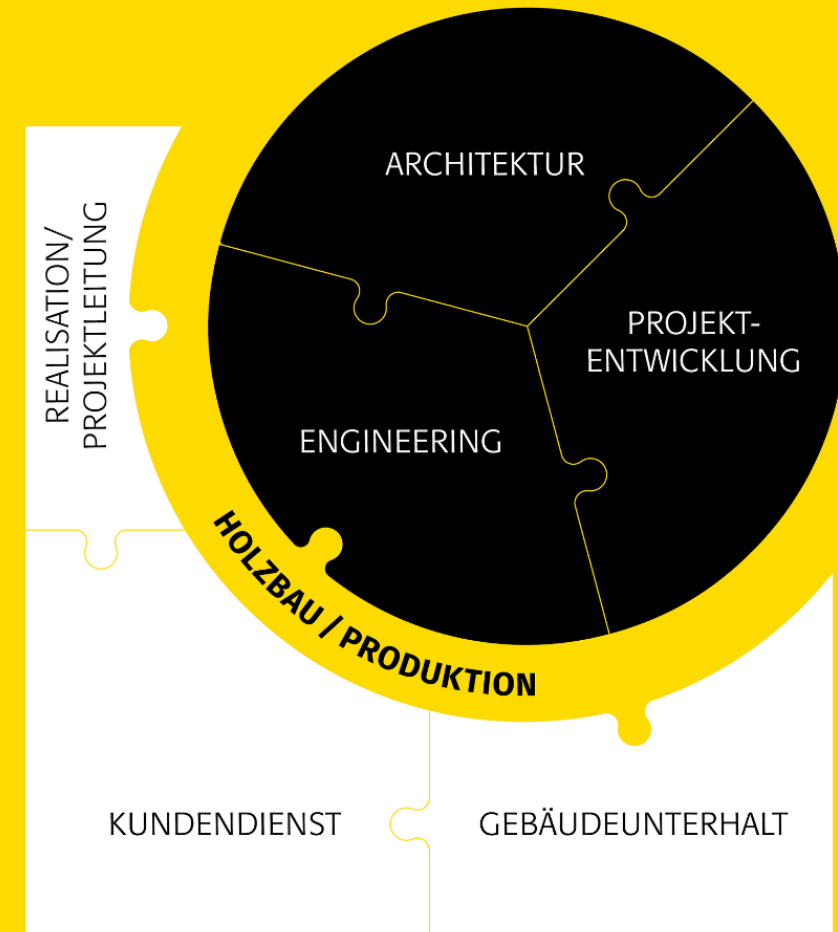 ARCHITEKTUR
REALISATION/
PROJEKTLEITUNG
PROJEKT-
ENTWICKLUNG
ENGINEERING
HOLZBAU / PRODUKTION
KUNDENDIENST
GEBÄUDEUNTERHALT